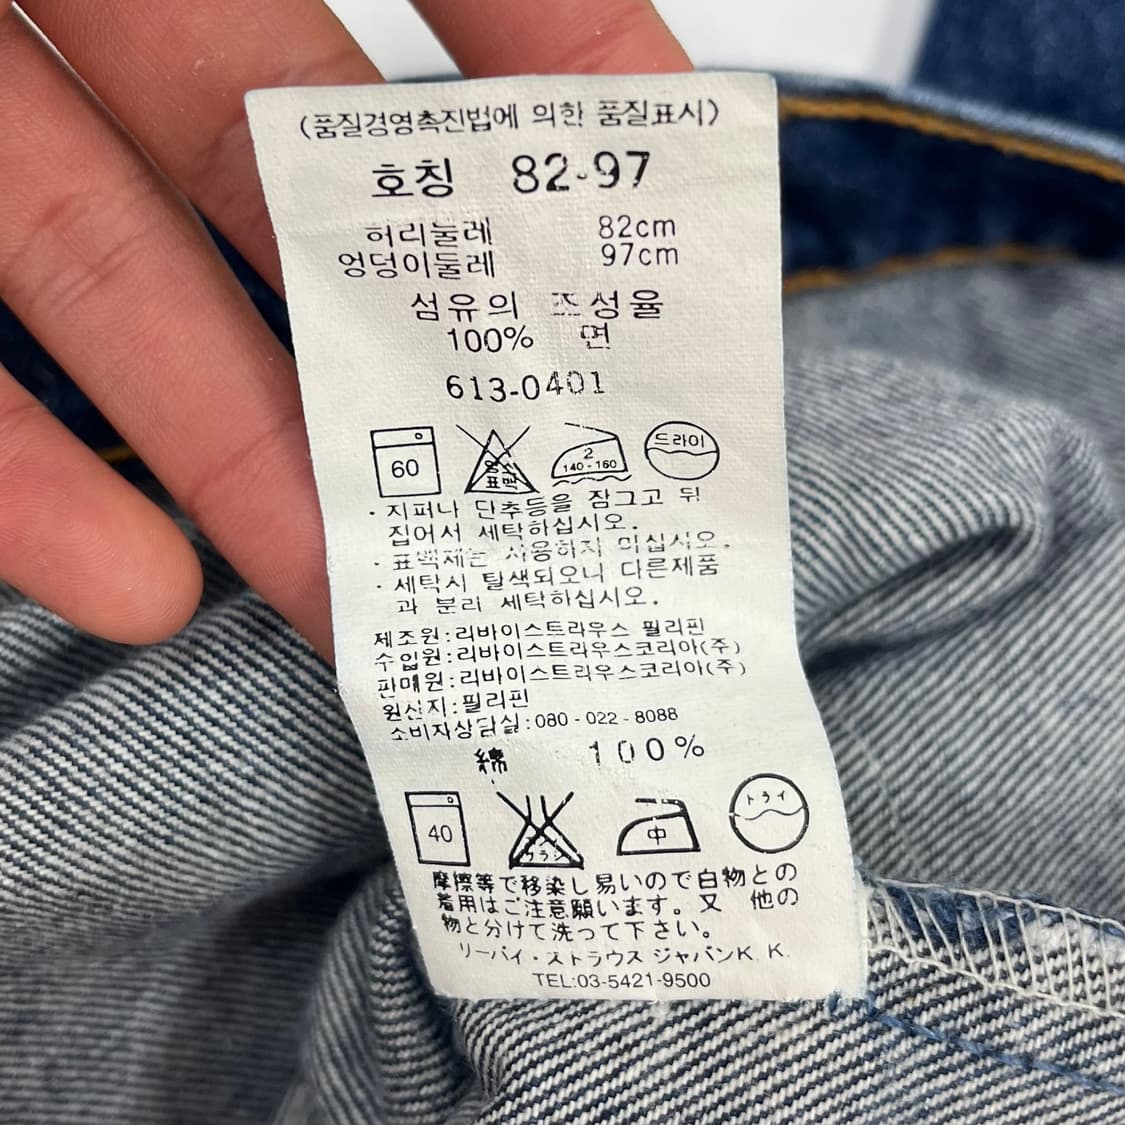 (품질경영촉진법에 의한 품질표시)
호칭 82-97
허리둘레 82cm
엉덩이둘레 97cm
섬유의 조성율
100% 면
613-0401
60
염소 표백
2 140-160
드라이
· 지퍼나 단추등을 잠그고 뒤
집어서 세탁하십시오.
· 표백제는 사용하지 마십시오.
· 세탁시 탈색되오니 다른제품
과 분리 세탁하십시오.
제조원:리바이스트라우스 필리핀
수입원:리바이스트라우스코리아(주)
판매원:리바이스트라우스코리아(주)
원산지:필리핀
소비자상담실:080-022-8088
綿 100%
40
中
ドライ
摩擦等で移染し易いので白物との
着用はご注意願います。又 他の
物と分けて洗って下さい。
リーバイ・ストラウス ジャパンK.K.
TEL:03-5421-9500